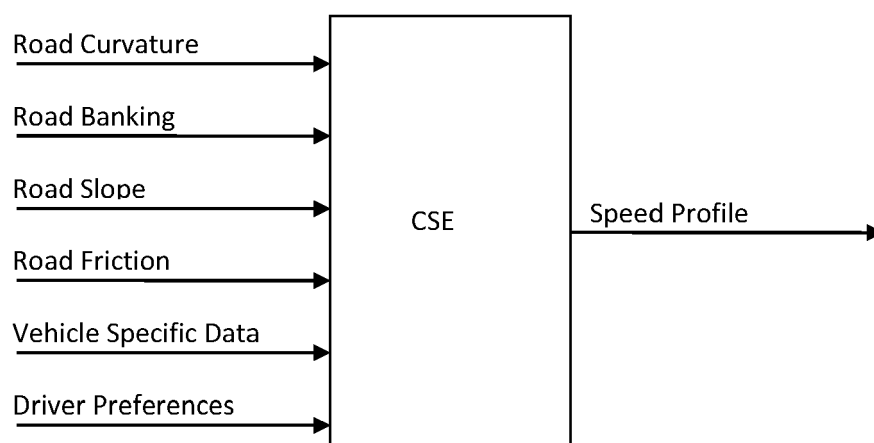 Road Curvature
Road Banking
Road Slope
CSE
Speed Profile
Road Friction
Vehicle Specific Data
Driver Preferences